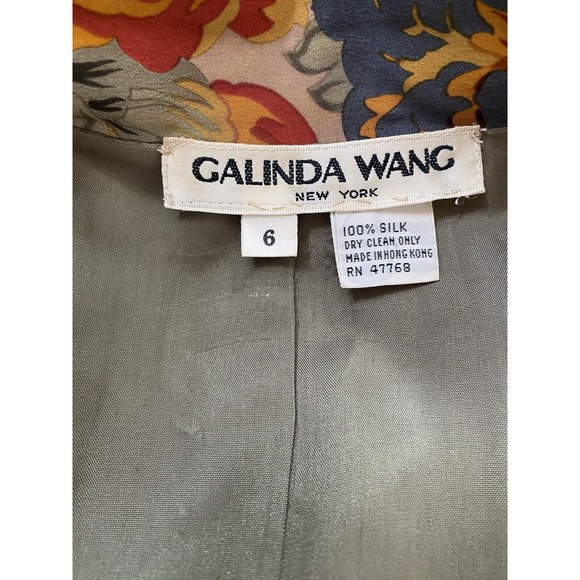 GALINDA WANG
NEW YORK
6
100% SILK
DRY CLEAN ONLY
MADE IN HONG KONG
RN 47768